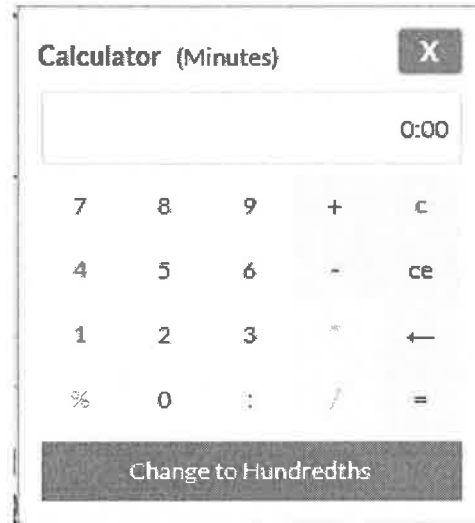 Calculator (Minutes) X
0:00
7 8 9 + c
4 5 6 - ce
1 2 3 * ←
% 0 : / =
Change to Hundredths